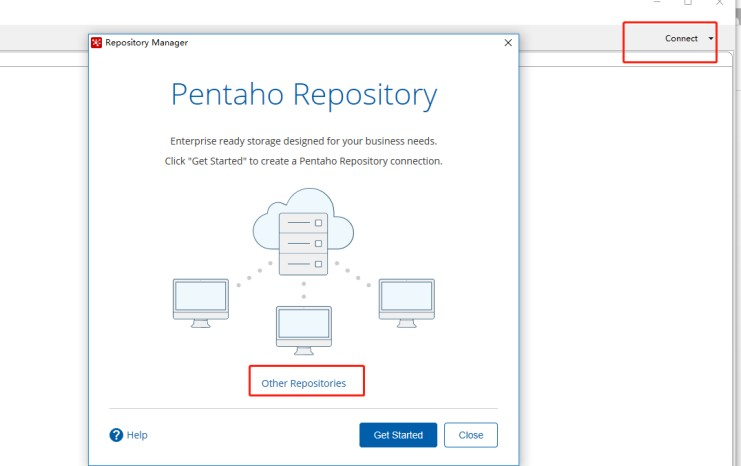 Connect
Repository Manager
Pentaho Repository
Enterprise ready storage designed for your business needs.
Click "Get Started" to create a Pentaho Repository connection.
Other Repositories
Help
Get Started
Close